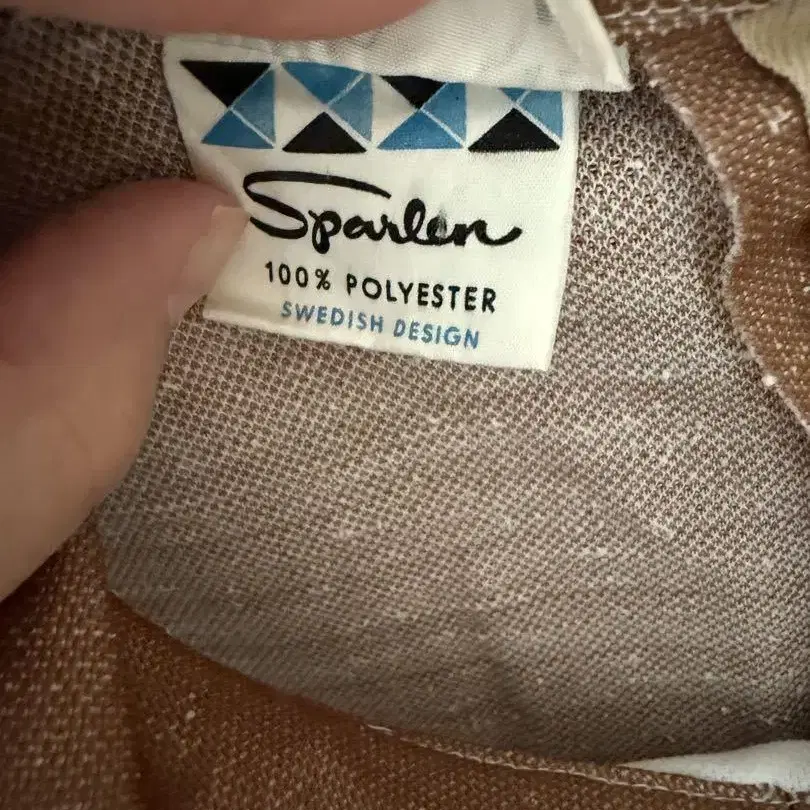 Sparlen
100% POLYESTER
SWEDISH DESIGN